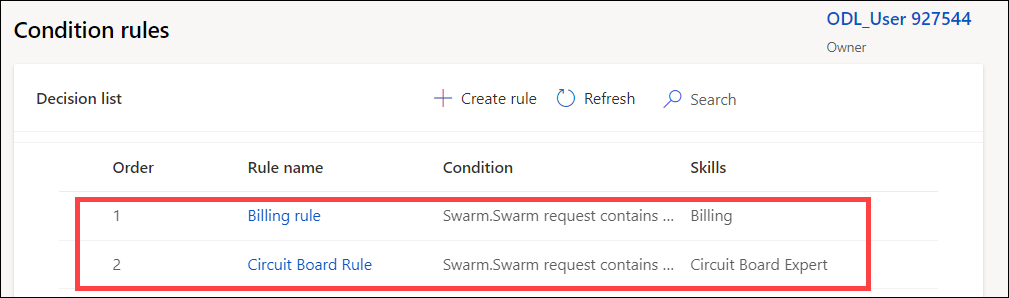 Condition rules
ODL_User 927544
Owner
Decision list
Create rule
Refresh
Search
Order Rule name Condition Skills
1 Billing rule Swarm.Swarm request contains ... Billing
2 Circuit Board Rule Swarm.Swarm request contains ... Circuit Board Expert